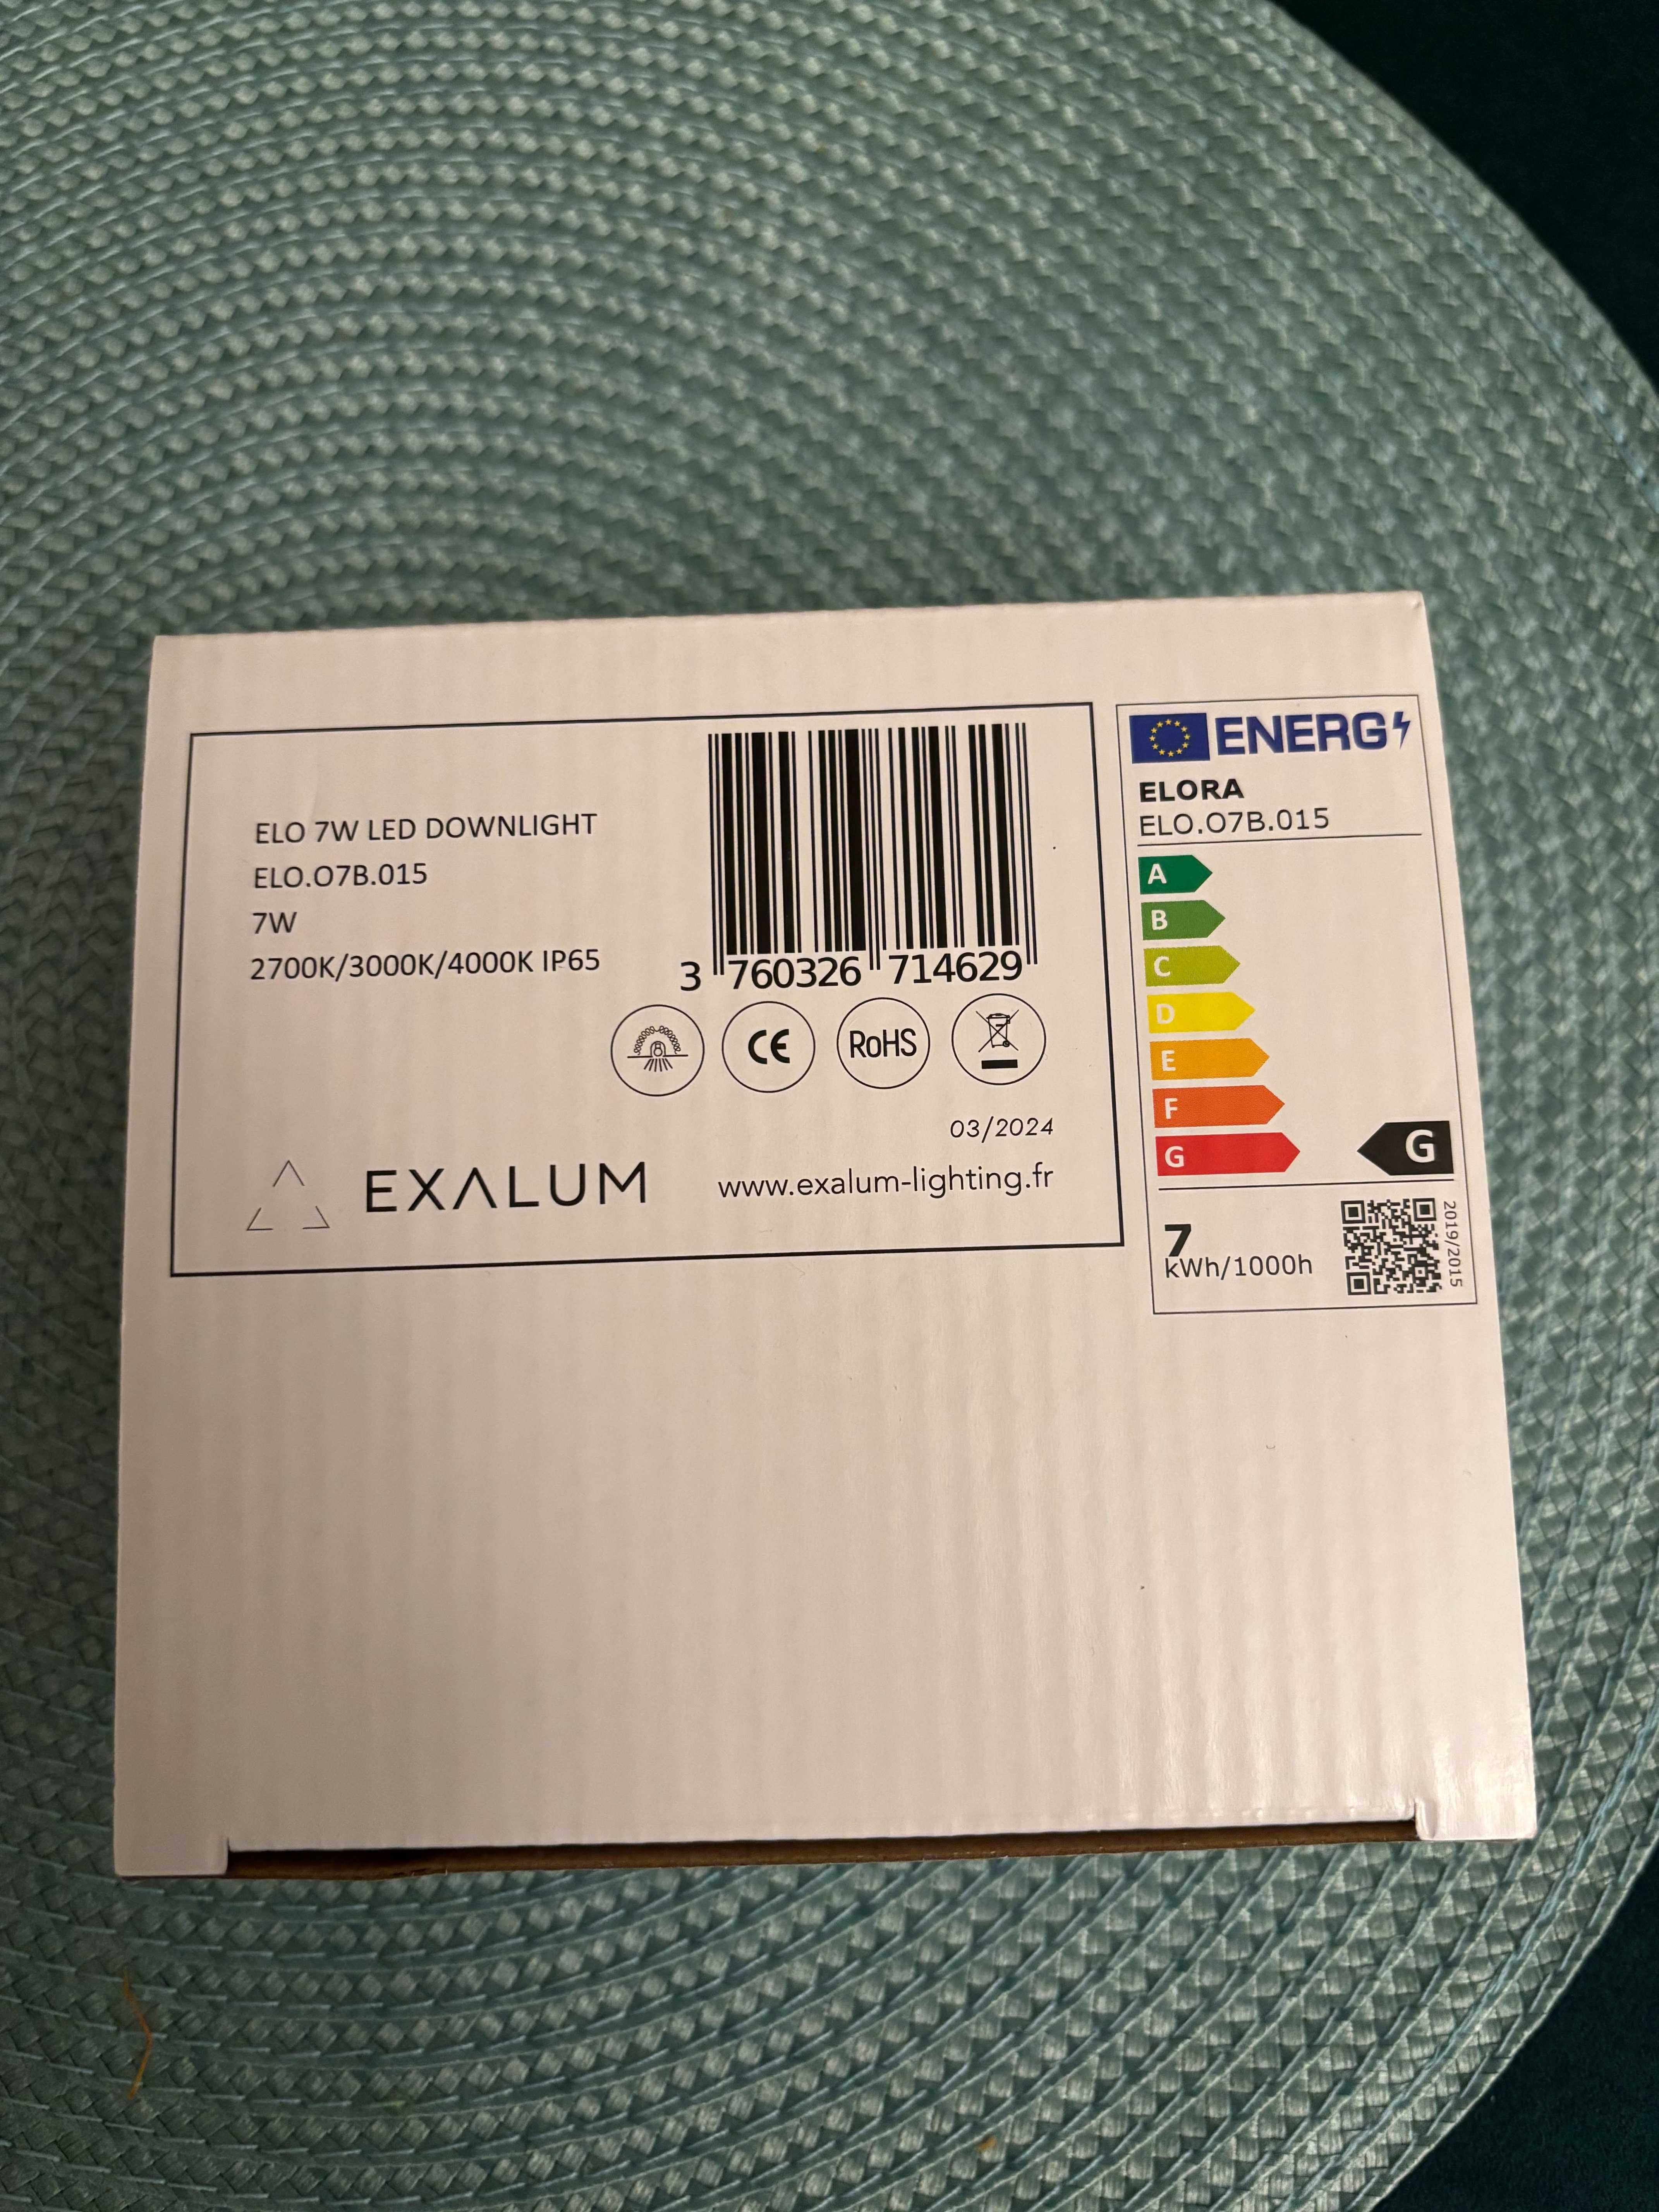 ELO 7W LED DOWNLIGHT
ELO.O7B.015
7W
2700K/3000K/4000K IP65
3 760326 714629
CE
RoHS
03/2024
EXALUM
www.exalum-lighting.fr
ENERG
ELORA
ELO.O7B.015
A
B
C
D
E
F
G
G
7
kWh/1000h
2019/2015